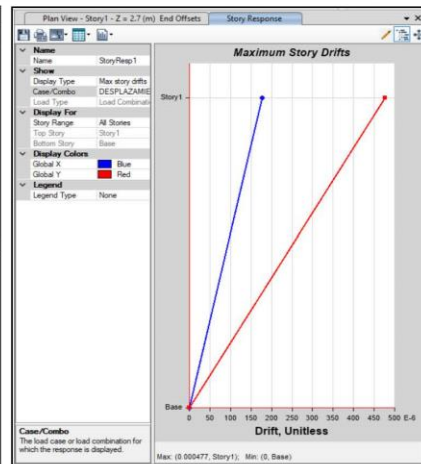 Plan View - Story1 - Z = 2.7 (m) End Offsets
Story Response
Name
Name StoryResp1
Show
Display Type Max story drifts
Case/Combo DESPLAZAMIE
Load Type Load Combinati
Display For
Story Range All Stories
Top Story Story1
Bottom Story Base
Display Colors
Global X Blue
Global Y Red
Legend
Legend Type None
Case/Combo
The load case or load combination for
which the response is displayed.
Maximum Story Drifts
Story1
Base
0 50 100 150 200 250 300 350 400 450 500 E-6
Drift, Unitless
Max: (0.000477, Story1); Min: (0, Base)